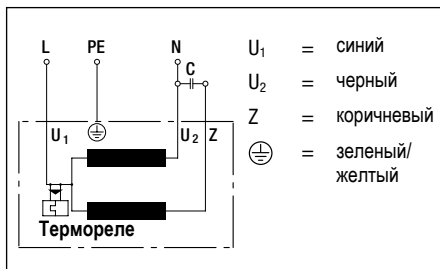 L PE N
C
U₁ U₂ Z
Термореле
U₁ = синий
U₂ = черный
Z = коричневый
= зеленый/
желтый